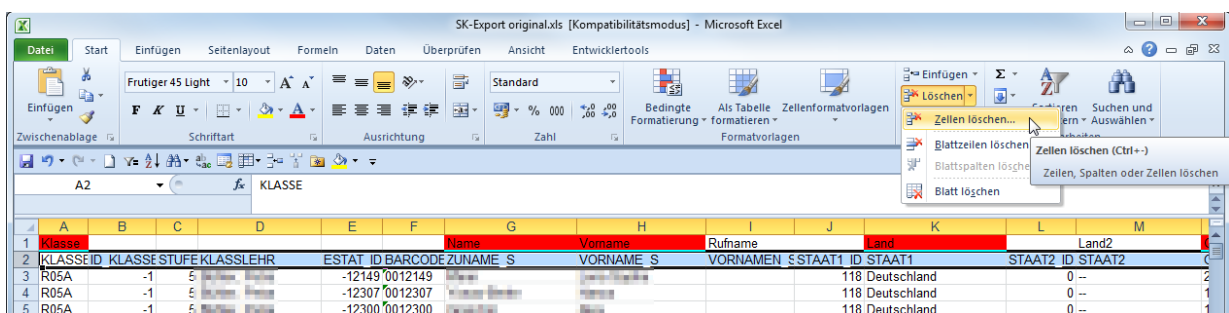 SK-Export original.xls [Kompatibilitätsmodus] - Microsoft Excel
Datei Start Einfügen Seitenlayout Formeln Daten Überprüfen Ansicht Entwicklertools
Einfügen
Frutiger 45 Light 10 A A
F K U A
Standard
% 000
Bedingte Formatierung
Als Tabelle formatieren
Zellenformatvorlagen
Einfügen
Löschen
Σ
Suchen und Auswählen
Zwischenablage Schriftart Ausrichtung Zahl Formatvorlagen
Zellen löschen...
Blattzeilen löschen
Blattspalten lösche
Blatt löschen
Zellen löschen (Ctrl+-)
Zeilen, Spalten oder Zellen löschen
A2 fx KLASSE
A B C D E F G H I J K L M
1 Klasse Name Vorname Rufname Land Land2
2 KLASSE ID_KLASSE STUFE KLASSLEHR ESTAT_ID BARCODE ZUNAME_S VORNAME_S VORNAMEN_S STAAT1_ID STAAT1 STAAT2_ID STAAT2
3 R05A -1 5 -12149 0012149 118 Deutschland 0 --
4 R05A -1 5 -12307 0012307 118 Deutschland 0 --
5 R05A -1 5 -12300 0012300 118 Deutschland 0 --